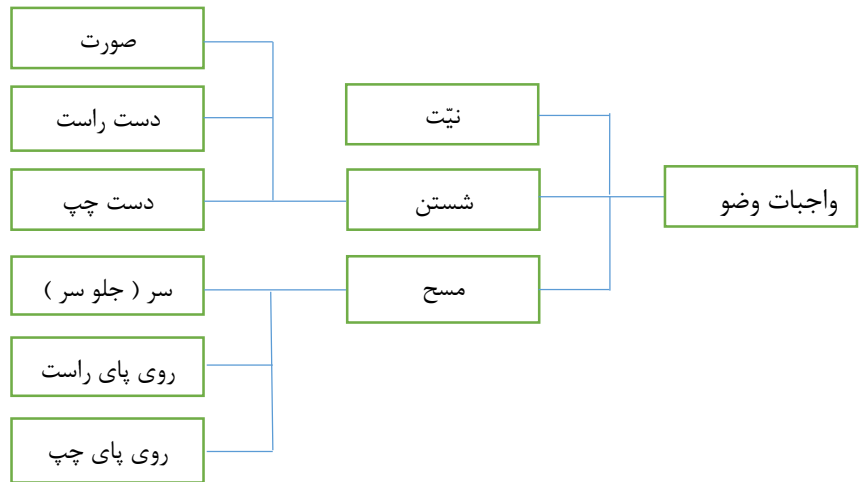 واجبات وضو
نیّت
شستن
مسح
صورت
دست راست
دست چپ
سر ( جلو سر )
روی پای راست
روی پای چپ